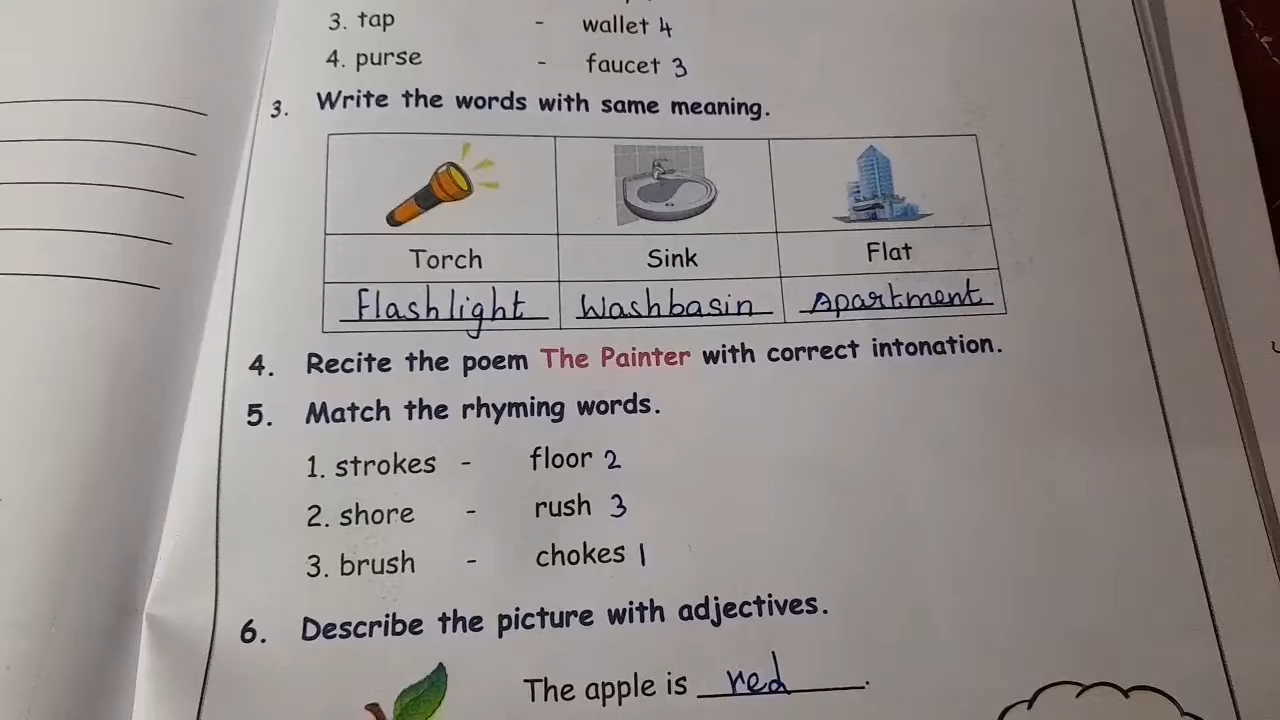 3. tap - wallet 4
4. purse - faucet 3
3. Write the words with same meaning.
Torch Sink Flat
Flashlight Washbasin Apartment
4. Recite the poem The Painter with correct intonation.
5. Match the rhyming words.
1. strokes - floor 2
2. shore - rush 3
3. brush - chokes 1
6. Describe the picture with adjectives.
The apple is red.